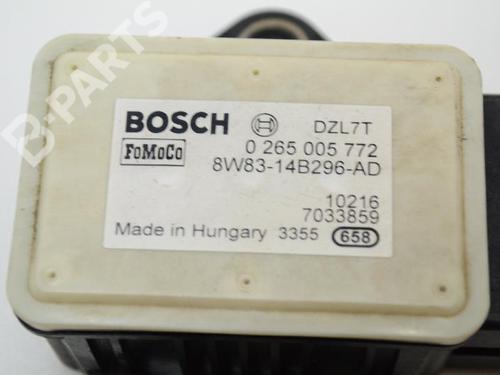 B-PARTS
BOSCH DZL7T
FoMoCo 0 265 005 772
8W83-14B296-AD
10216
7033859
Made in Hungary 3355 658